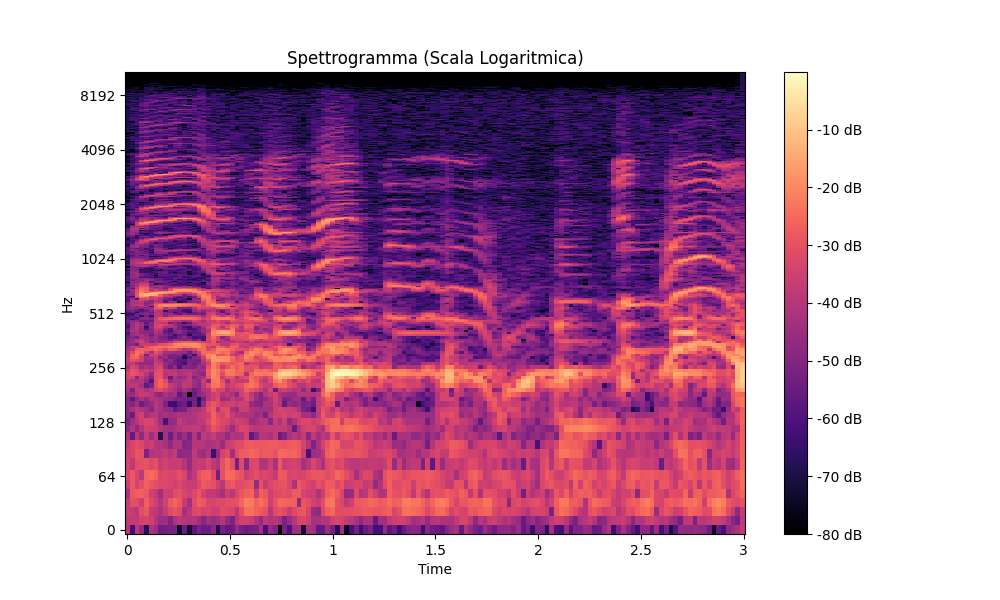 Spettrogramma (Scala Logaritmica)
Hz
8192
4096
2048
1024
512
256
128
64
0
0
0.5
1
1.5
2
2.5
3
Time
-10 dB
-20 dB
-30 dB
-40 dB
-50 dB
-60 dB
-70 dB
-80 dB